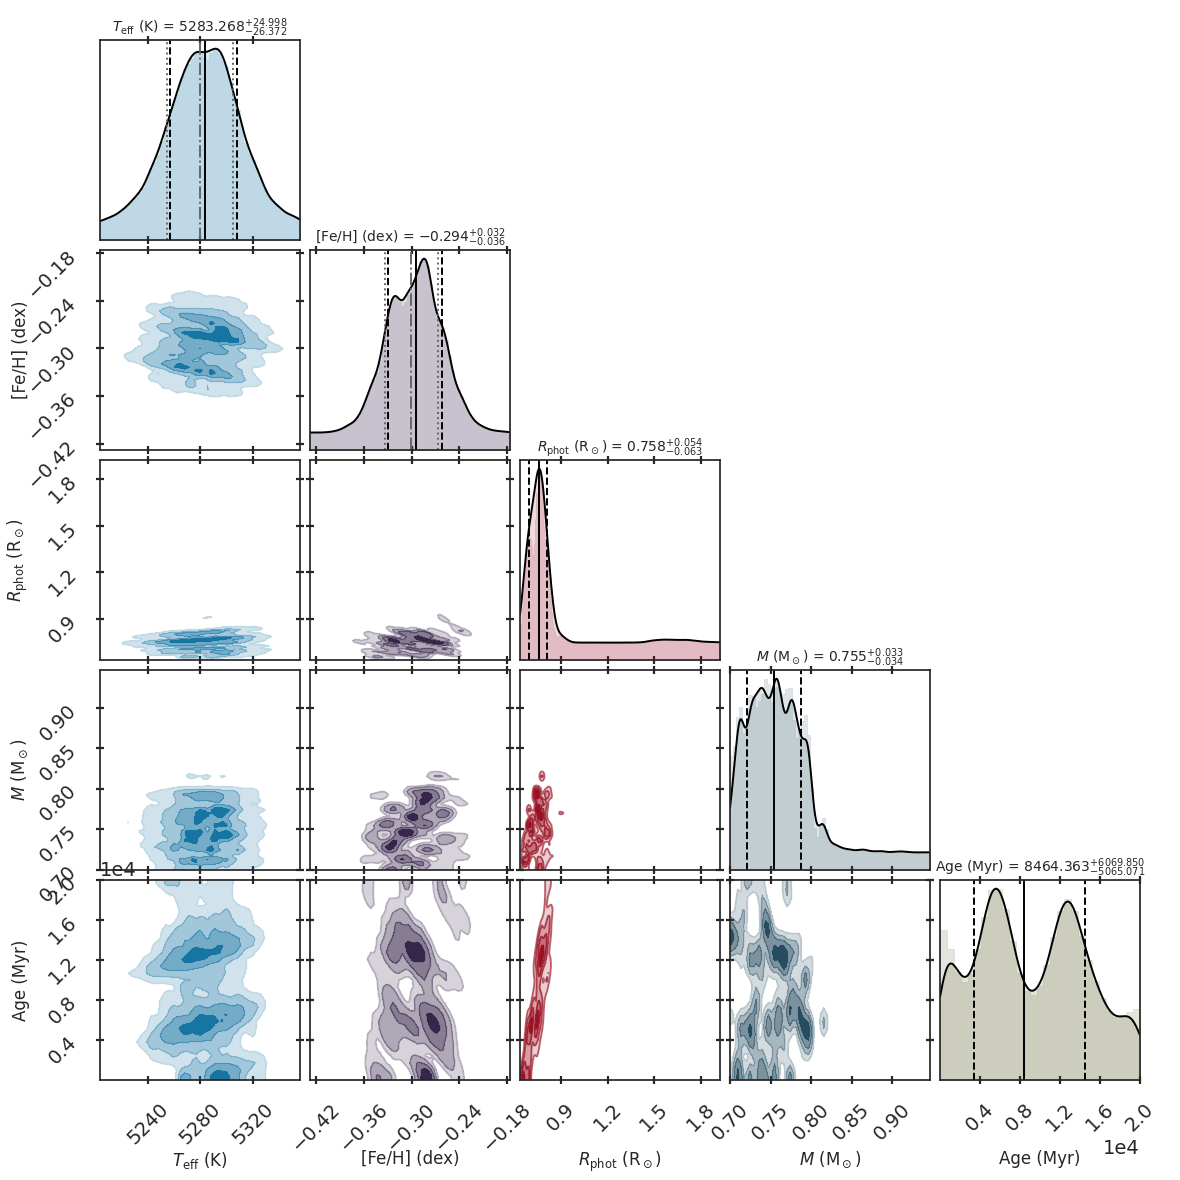 T_eff (K) = 5283.268 +24.998 −26.372
[Fe/H] (dex) = −0.294 +0.032 −0.036
[Fe/H] (dex)
−0.18
−0.24
−0.30
−0.36
−0.42
R_phot (R⊙) = 0.758 +0.054 −0.063
R_phot (R⊙)
1.8
1.5
1.2
0.9
M (M⊙) = 0.755 +0.033 −0.034
M (M⊙)
0.90
0.85
0.80
0.75
0.70
1e4
Age (Myr) = 8464.363 +6069.850 −5065.071
Age (Myr)
2.0
1.6
1.2
0.8
0.4
5240 5280 5320
−0.42 −0.36 −0.30 −0.24 −0.18
0.9 1.2 1.5 1.8
0.70 0.75 0.80 0.85 0.90
0.4 0.8 1.2 1.6 2.0
1e4
T_eff (K)
[Fe/H] (dex)
R_phot (R⊙)
M (M⊙)
Age (Myr)